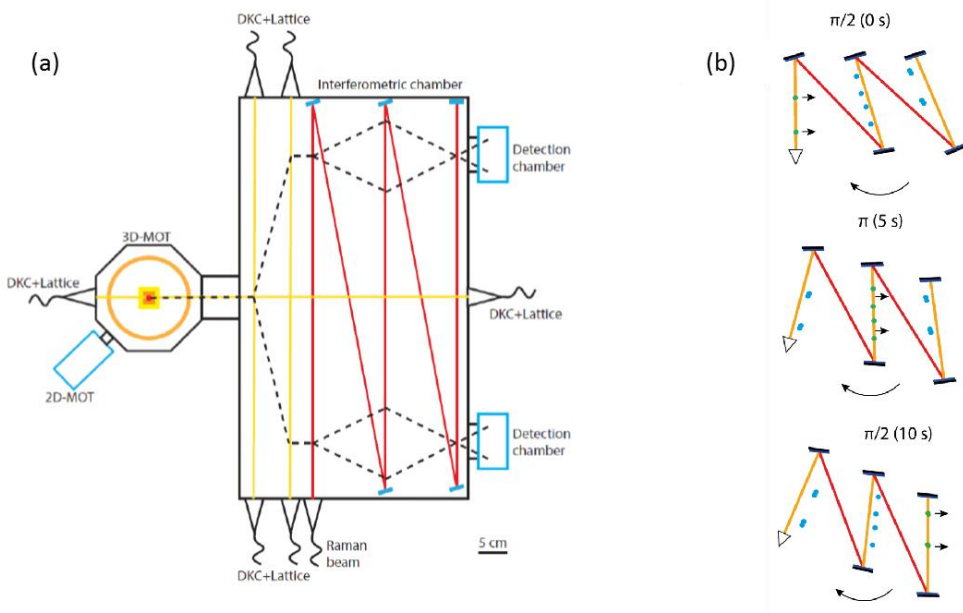 (a)
DKC+Lattice
Interferometric chamber
Detection
chamber
3D-MOT
DKC+Lattice
DKC+Lattice
2D-MOT
Detection
chamber
Raman
beam
5 cm
DKC+Lattice
(b)
π/2 (0 s)
π (5 s)
π/2 (10 s)